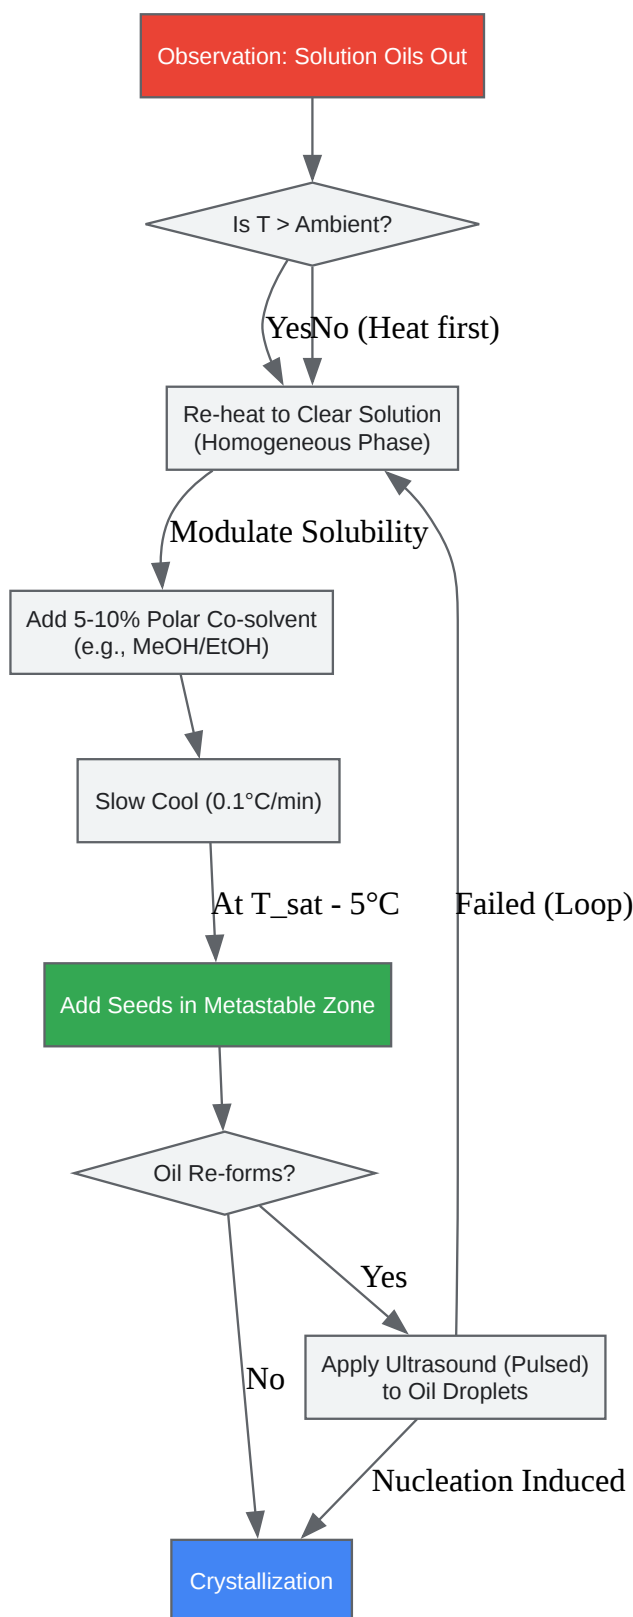 Observation: Solution Oils Out
Is T > Ambient?
Yes
No (Heat first)
Re-heat to Clear Solution
(Homogeneous Phase)
Modulate Solubility
Add 5-10% Polar Co-solvent
(e.g., MeOH/EtOH)
Slow Cool (0.1°C/min)
At T_sat - 5°C
Failed (Loop)
Add Seeds in Metastable Zone
Oil Re-forms?
Yes
Apply Ultrasound (Pulsed)
to Oil Droplets
No
Nucleation Induced
Crystallization